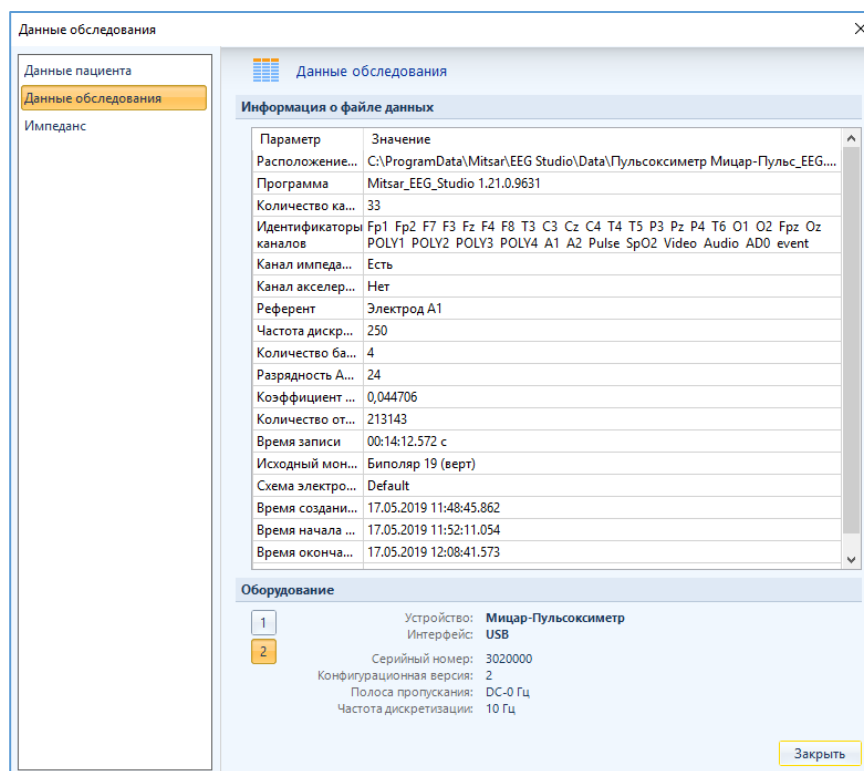 Данные обследования
Данные пациента
Данные обследования
Импеданс
Данные обследования
Информация о файле данных
Параметр Значение
Расположение... C:\ProgramData\Mitsar\EEG Studio\Data\Пульсоксиметр Мицар-Пульс_EEG....
Программа Mitsar_EEG_Studio 1.21.0.9631
Количество ка... 33
Идентификаторы Fp1 Fp2 F7 F3 Fz F4 F8 T3 C3 Cz C4 T4 T5 P3 Pz P4 T6 O1 O2 Fpz Oz
каналов POLY1 POLY2 POLY3 POLY4 A1 A2 Pulse SpO2 Video Audio AD0 event
Канал импеда... Есть
Канал акселер... Нет
Референт Электрод A1
Частота дискр... 250
Количество ба... 4
Разрядность А... 24
Коэффициент ... 0,044706
Количество от... 213143
Время записи 00:14:12.572 с
Исходный мон... Биполяр 19 (верт)
Схема электро... Default
Время создани... 17.05.2019 11:48:45.862
Время начала ... 17.05.2019 11:52:11.054
Время оконча... 17.05.2019 12:08:41.573
Оборудование
1
2
Устройство: Мицар-Пульсоксиметр
Интерфейс: USB
Серийный номер: 3020000
Конфигурационная версия: 2
Полоса пропускания: DC-0 Гц
Частота дискретизации: 10 Гц
Закрыть